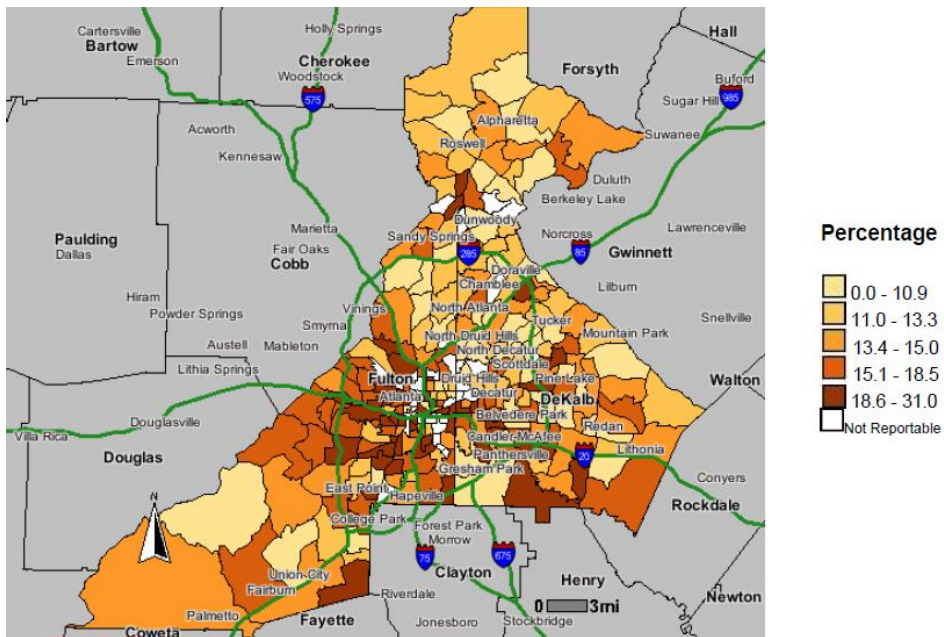 Cartersville
Bartow
Emerson
Holly Springs
Cherokee
Woodstock
575
Hall
Forsyth
Buford
985
Sugar Hill
Suwanee
Acworth
Kennesaw
Alpharetta
Roswell
Duluth
Berkeley Lake
Dunwoody
Marietta
Fair Oaks
Cobb
Sandy Springs
285
Norcross
85
Lawrenceville
Gwinnett
Paulding
Dallas
Doraville
Chamblee
Lilburn
Hiram
Powder Springs
Vinings
Smyrna
North Atlanta
Tucker
Mountain Park
Snellville
Austell
Mableton
Lithia Springs
North Druid Hills
North Decatur
Scottdale
Fulton
Druid Hills
Pine Lake
Walton
Atlanta
Decatur
DeKalb
Belvedere Park
Redan
Villa Rica
Douglasville
Candler-McAfee
Panthersville
20
Lithonia
Douglas
Gresham Park
Conyers
East Point
Hapeville
Rockdale
N
College Park
Forest Park
Morrow
75
675
Clayton
Henry
Union City
Fairburn
Riverdale
0 3mi
Newton
Palmetto
Fayette
Jonesboro
Stockbridge
Coweta
Percentage
0.0 - 10.9
11.0 - 13.3
13.4 - 15.0
15.1 - 18.5
18.6 - 31.0
Not Reportable